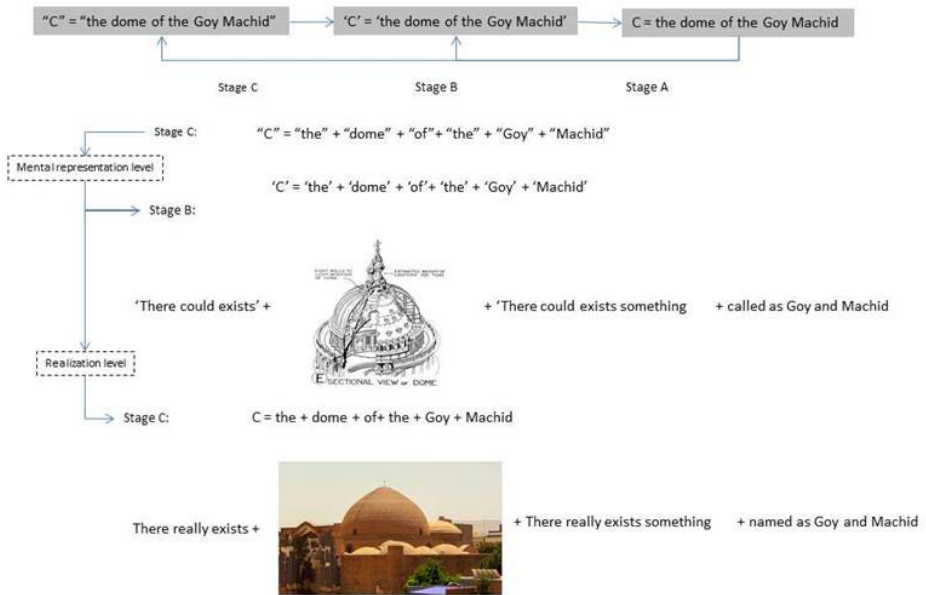 “C” = “the dome of the Goy Machid”
‘C’ = ‘the dome of the Goy Machid’
C = the dome of the Goy Machid
Stage C
Stage B
Stage A
Stage C:
“C” = “the” + “dome” + “of”+ “the” + “Goy” + “Machid”
Mental representation level
‘C’ = ‘the’ + ‘dome’ + ‘of’+ ‘the’ + ‘Goy’ + ‘Machid’
Stage B:
‘There could exists’ +
+ ‘There could exists something
+ called as Goy and Machid
E SECTIONAL VIEW OF DOME
Realization level
Stage C:
C = the + dome + of+ the + Goy + Machid
There really exists +
+ There really exists something
+ named as Goy and Machid